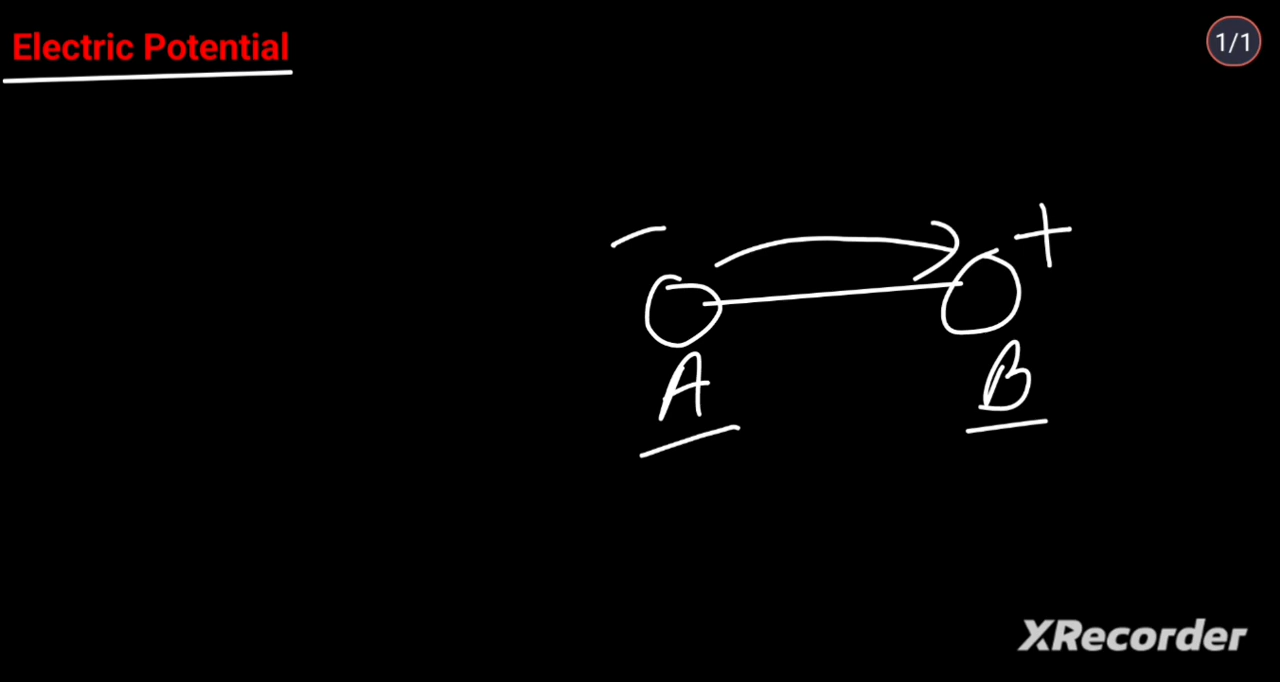 Electric Potential
1/1
- +
A B
XRecorder